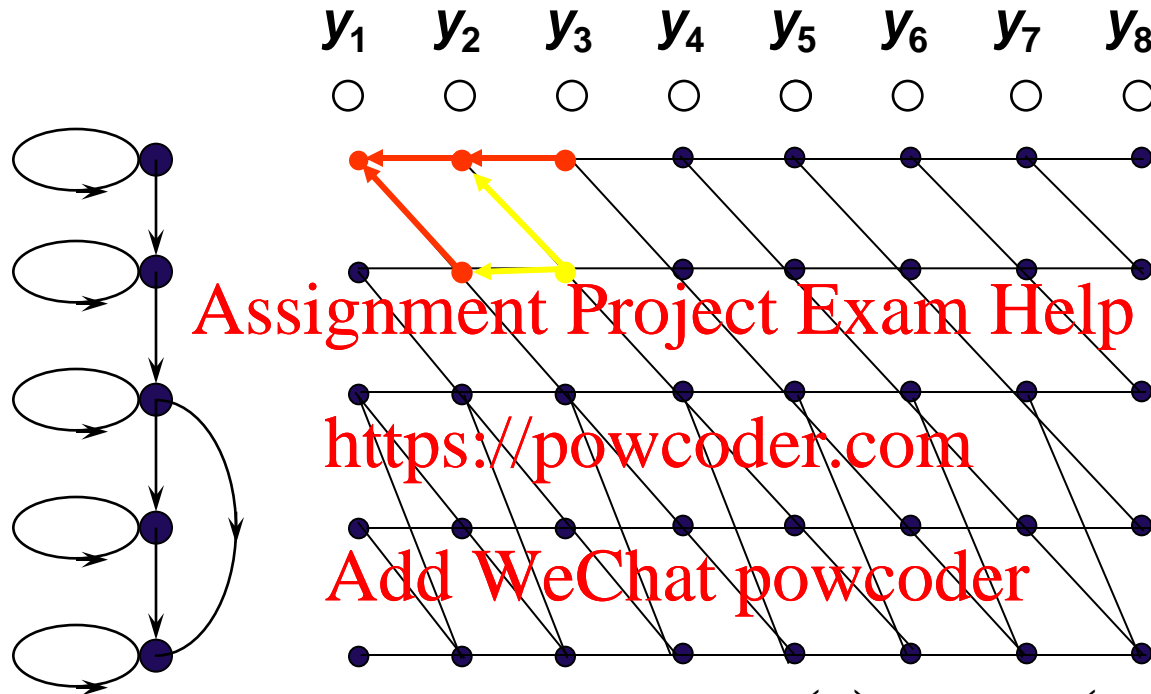 y1 y2 y3 y4 y5 y6 y7 y8
Assignment Project Exam Help
https://powcoder.com
Add WeChat powcoder